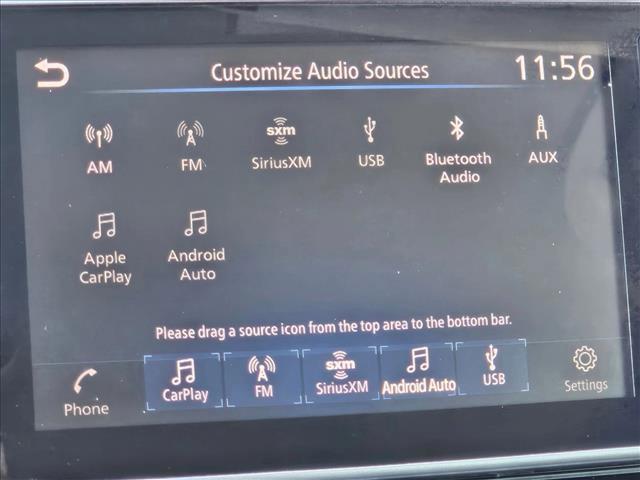 Customize Audio Sources
11:56
AM
FM
sxm
SiriusXM
USB
Bluetooth
Audio
AUX
Apple
CarPlay
Android
Auto
Please drag a source icon from the top area to the bottom bar.
Phone
CarPlay
FM
sxm
SiriusXM
Android Auto
USB
Settings